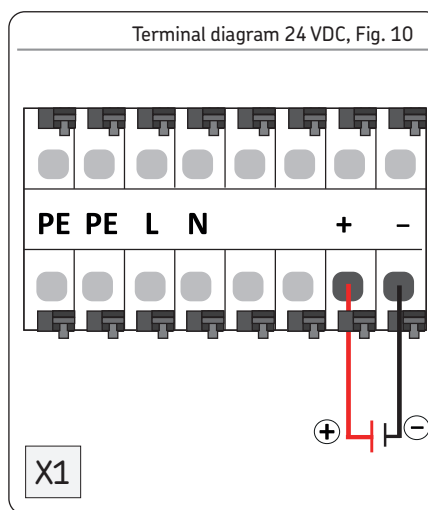 Terminal diagram 24 VDC, Fig. 10
PE PE L N + –
+ –
X1